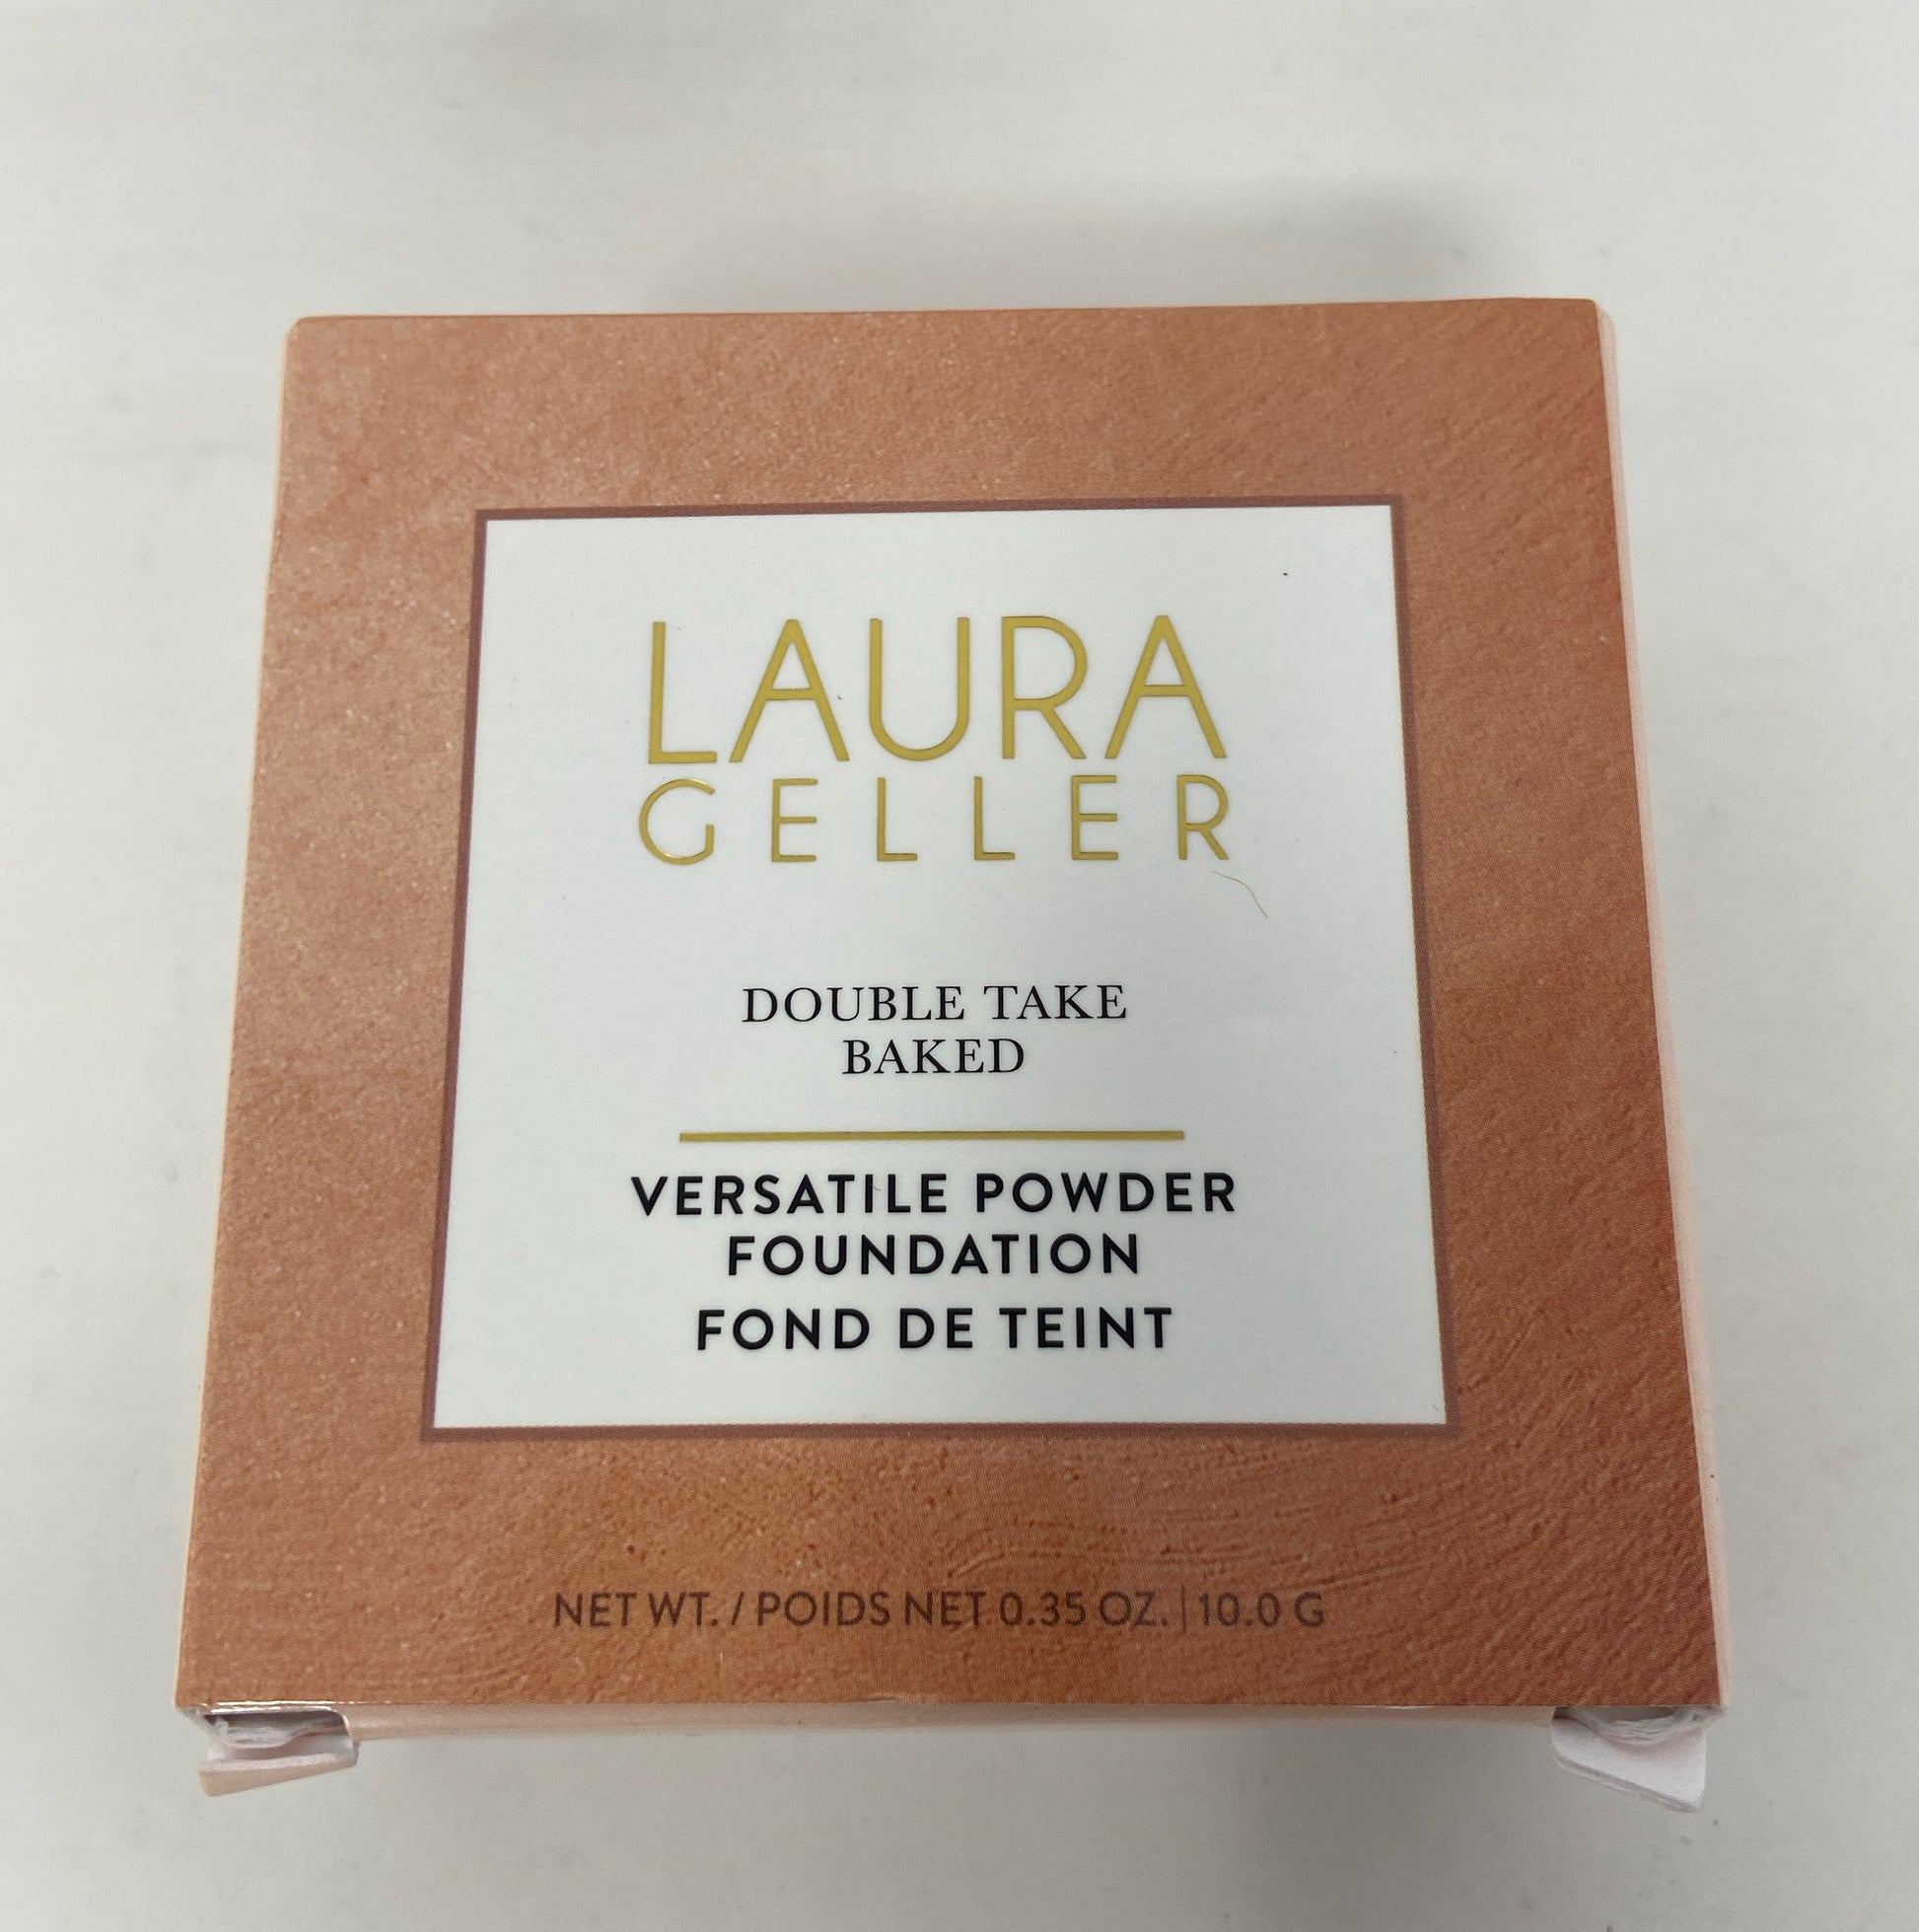 LAURA
GELLER
DOUBLE TAKE
BAKED
VERSATILE POWDER
FOUNDATION
FOND DE TEINT
NET WT. / POIDS NET 0.35 OZ. | 10.0 G